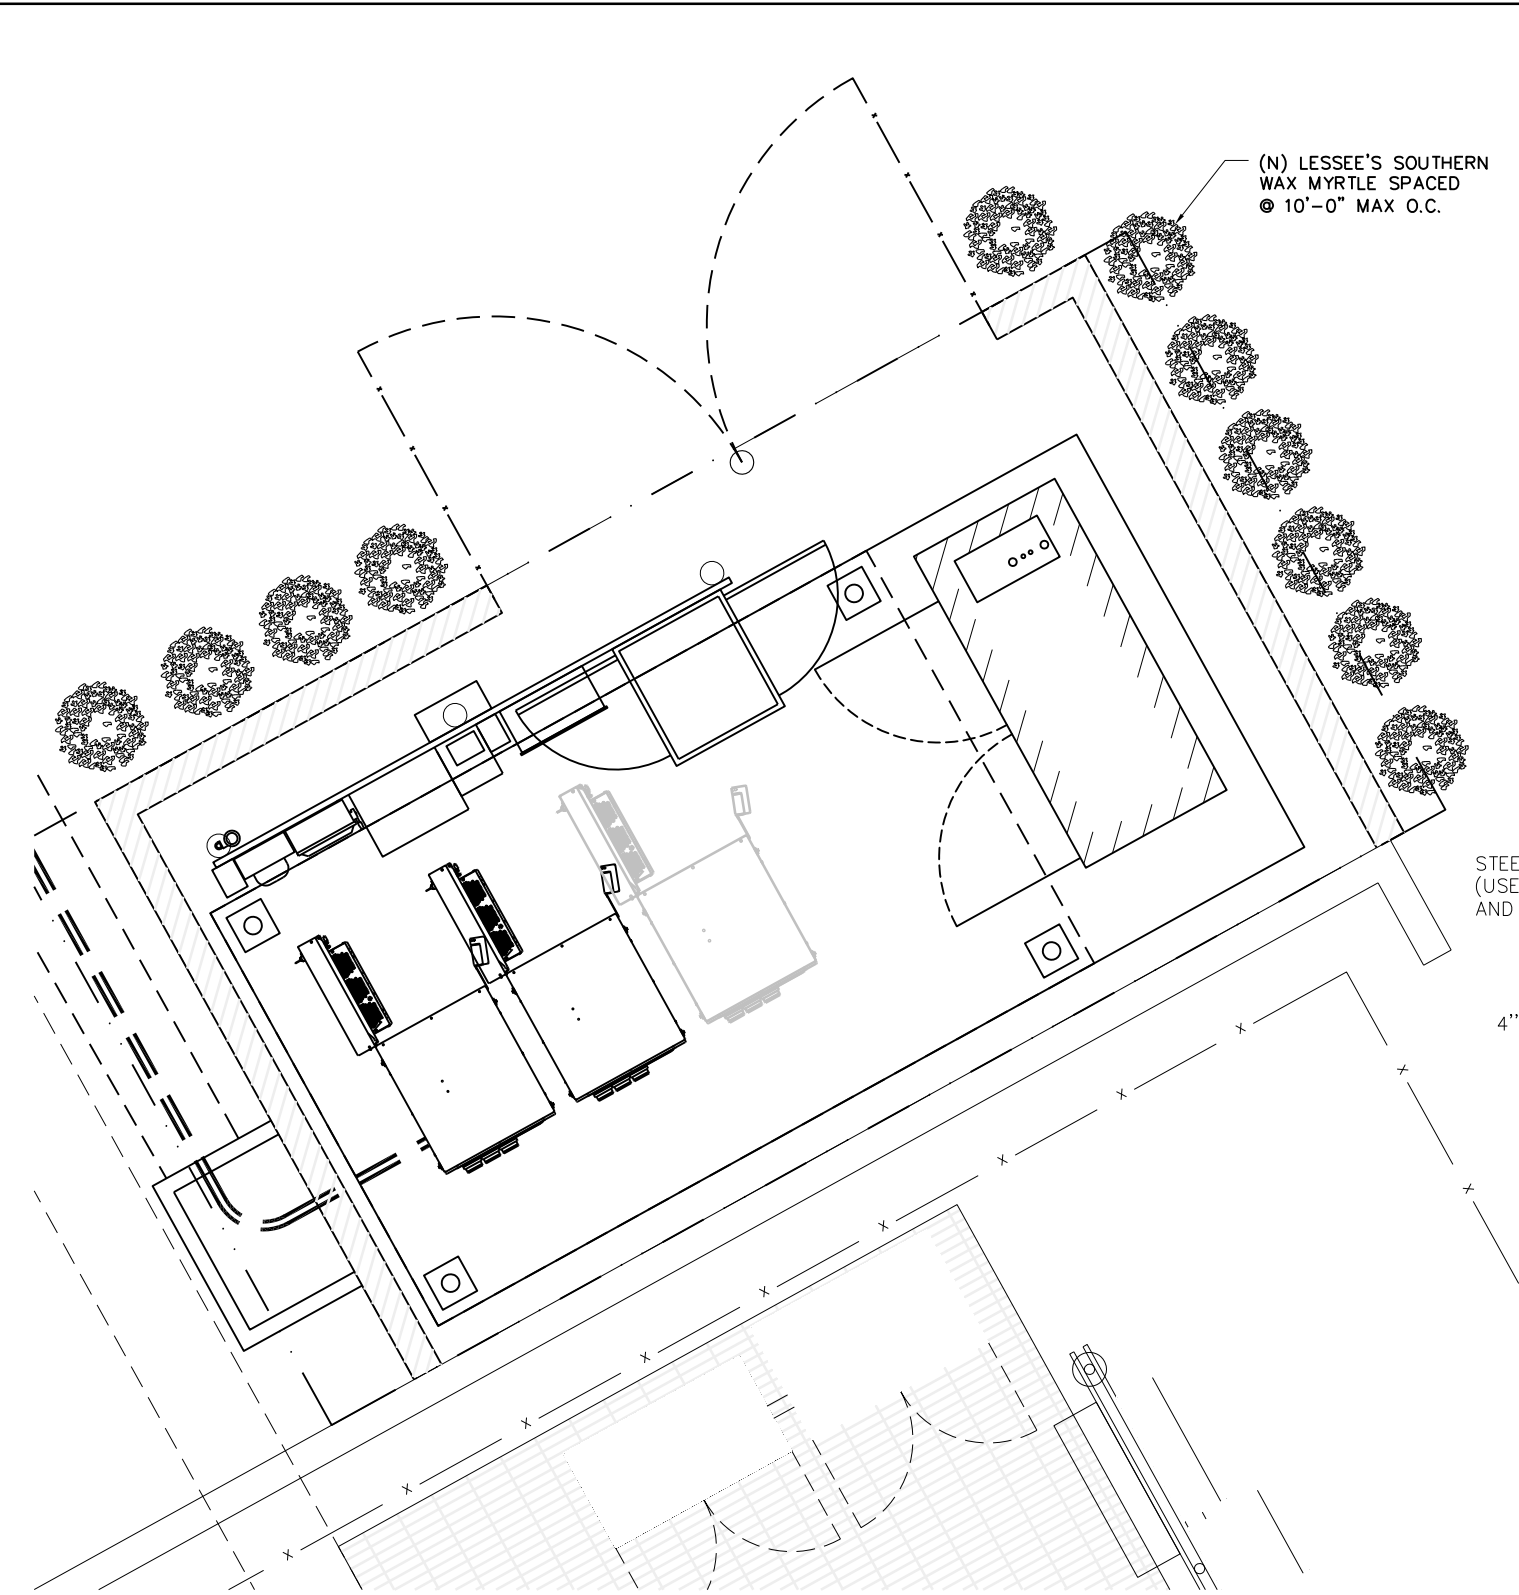 (N) LESSEE'S SOUTHERN
WAX MYRTLE SPACED
@ 10'-0" MAX O.C.
STEE
(USE
AND
4"
X
X
X
X
X
X
X
X
X
X
X